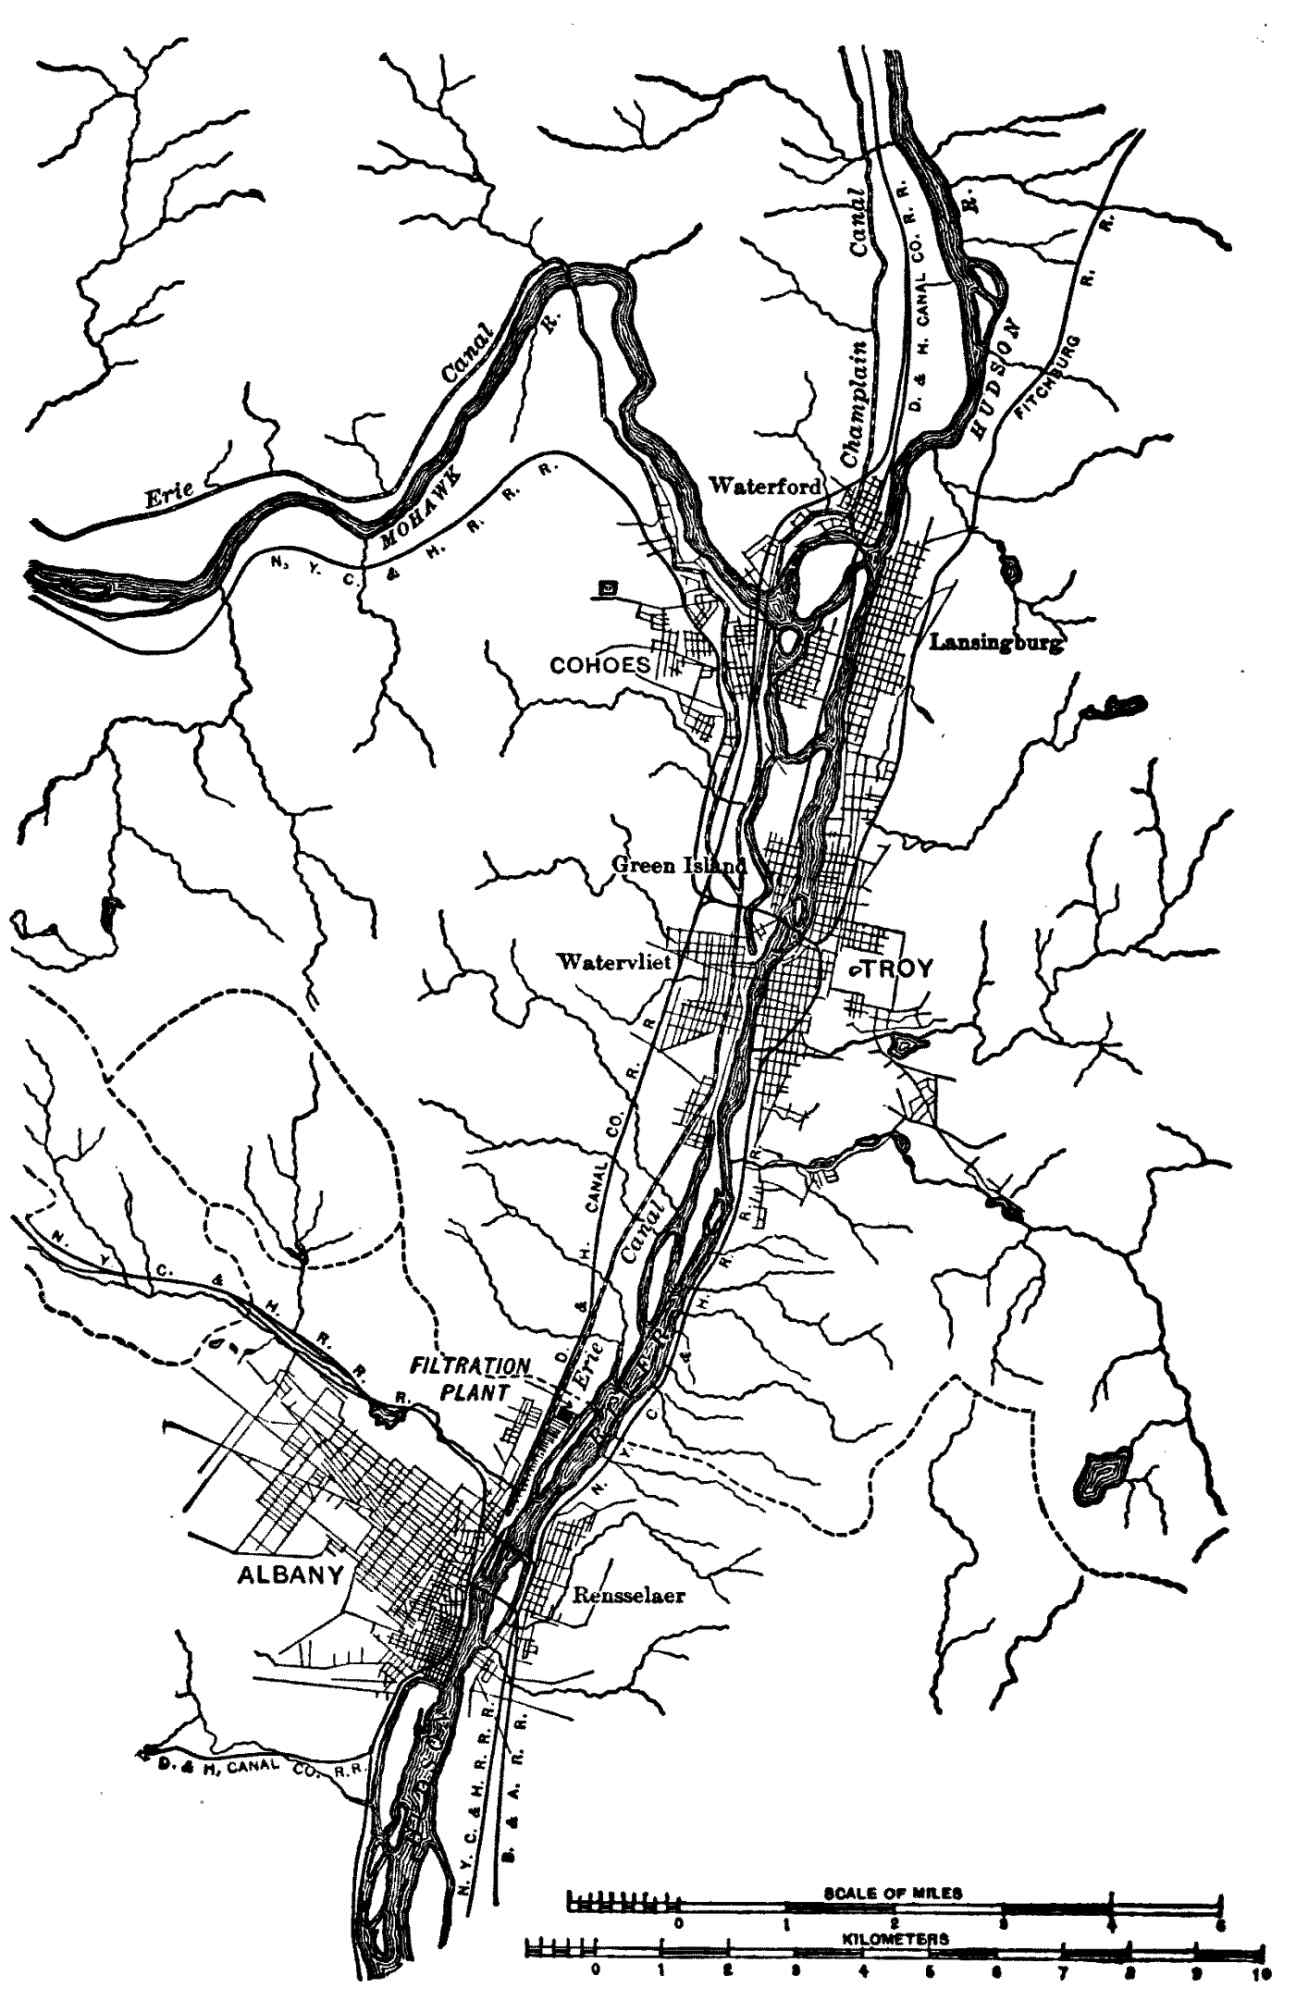 Canal
R.
D. & H. CANAL CO. R. R.
R. R.
Canal
R.
HUDSON
FITCHBURG
Champlain
Erie
MOHAWK
N. Y. C. & H. R. R. R.
Waterford
COHOES
Lansingburg
Green Island
Watervliet
TROY
D. & H. CANAL CO. R. R.
R. R.
Canal
N. Y. C. & H. R. R. R.
Erie
FILTRATION
PLANT
ER
N. Y. C. & H. R.
ALBANY
Rensselaer
D. & H. CANAL CO. R. R.
N. Y. C. & H. R. R. R.
B. & A. R. R.
SCALE OF MILES
0 1 2 3 4 5
KILOMETERS
0 1 2 3 4 5 6 7 8 9 10